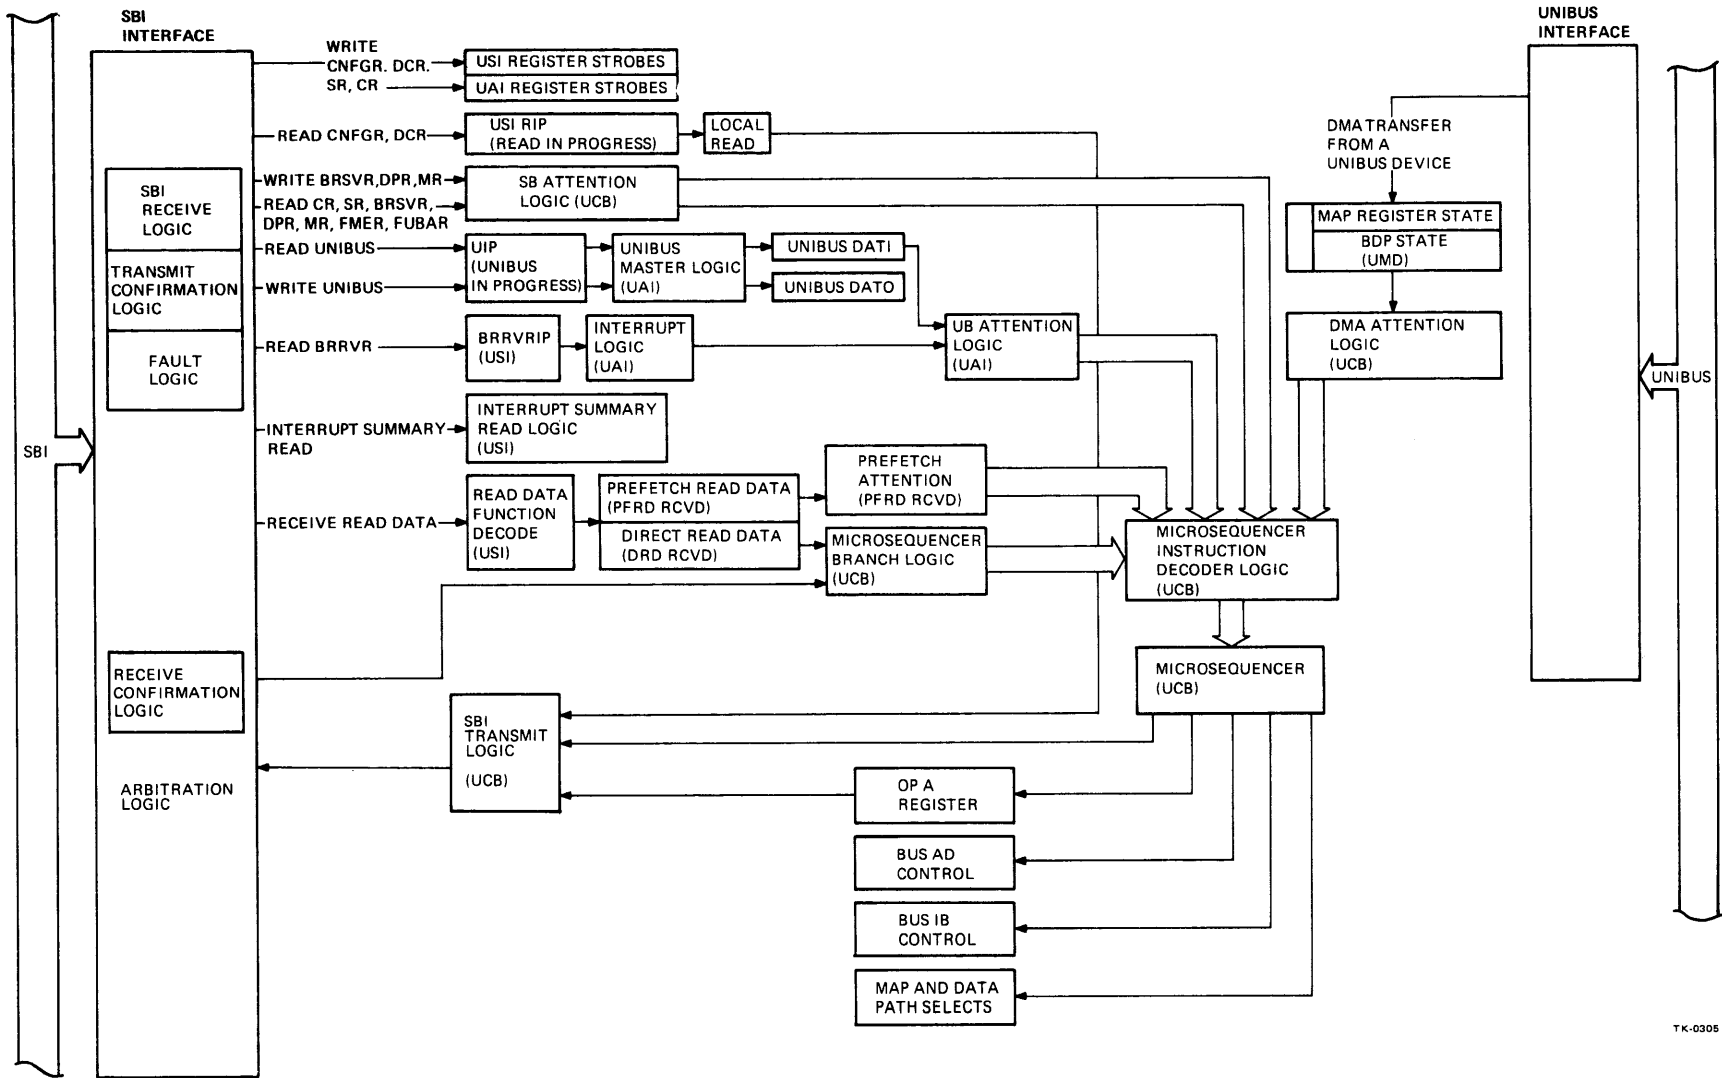 SBI
INTERFACE
UNIBUS
INTERFACE
WRITE
CNFGR. DCR.
SR, CR
USI REGISTER STROBES
UAI REGISTER STROBES
READ CNFGR, DCR
USI RIP
(READ IN PROGRESS)
LOCAL
READ
DMA TRANSFER
FROM A
UNIBUS DEVICE
SBI
RECEIVE
LOGIC
WRITE BRSVR,DPR,MR
READ CR, SR, BRSVR,
DPR, MR, FMER, FUBAR
SB ATTENTION
LOGIC (UCB)
MAP REGISTER STATE
BDP STATE
(UMD)
READ UNIBUS
WRITE UNIBUS
UIP
(UNIBUS
IN PROGRESS)
UNIBUS
MASTER LOGIC
(UAI)
UNIBUS DATI
UNIBUS DATO
TRANSMIT
CONFIRMATION
LOGIC
FAULT
LOGIC
READ BRRVR
BRRVRIP
(USI)
INTERRUPT
LOGIC
(UAI)
UB ATTENTION
LOGIC
(UAI)
DMA ATTENTION
LOGIC
(UCB)
UNIBUS
SBI
INTERRUPT SUMMARY
READ
INTERRUPT SUMMARY
READ LOGIC
(USI)
RECEIVE READ DATA
READ DATA
FUNCTION
DECODE
(USI)
PREFETCH READ DATA
(PFRD RCVD)
DIRECT READ DATA
(DRD RCVD)
PREFETCH
ATTENTION
(PFRD RCVD)
MICROSEQUENCER
BRANCH LOGIC
(UCB)
MICROSEQUENCER
INSTRUCTION
DECODER LOGIC
(UCB)
RECEIVE
CONFIRMATION
LOGIC
MICROSEQUENCER
(UCB)
SBI
TRANSMIT
LOGIC
(UCB)
ARBITRATION
LOGIC
OP A
REGISTER
BUS AD
CONTROL
BUS IB
CONTROL
MAP AND DATA
PATH SELECTS
TK-0305